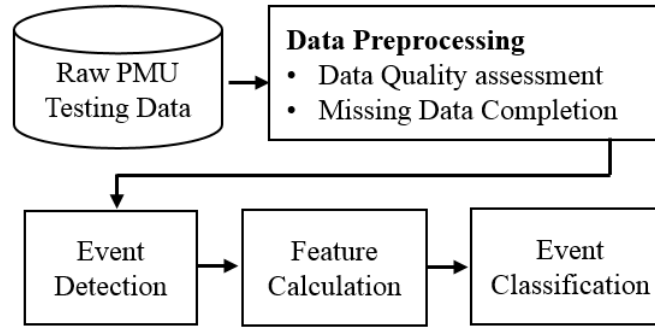 Raw PMU
Testing Data
Data Preprocessing
• Data Quality assessment
• Missing Data Completion
Event
Detection
Feature
Calculation
Event
Classification